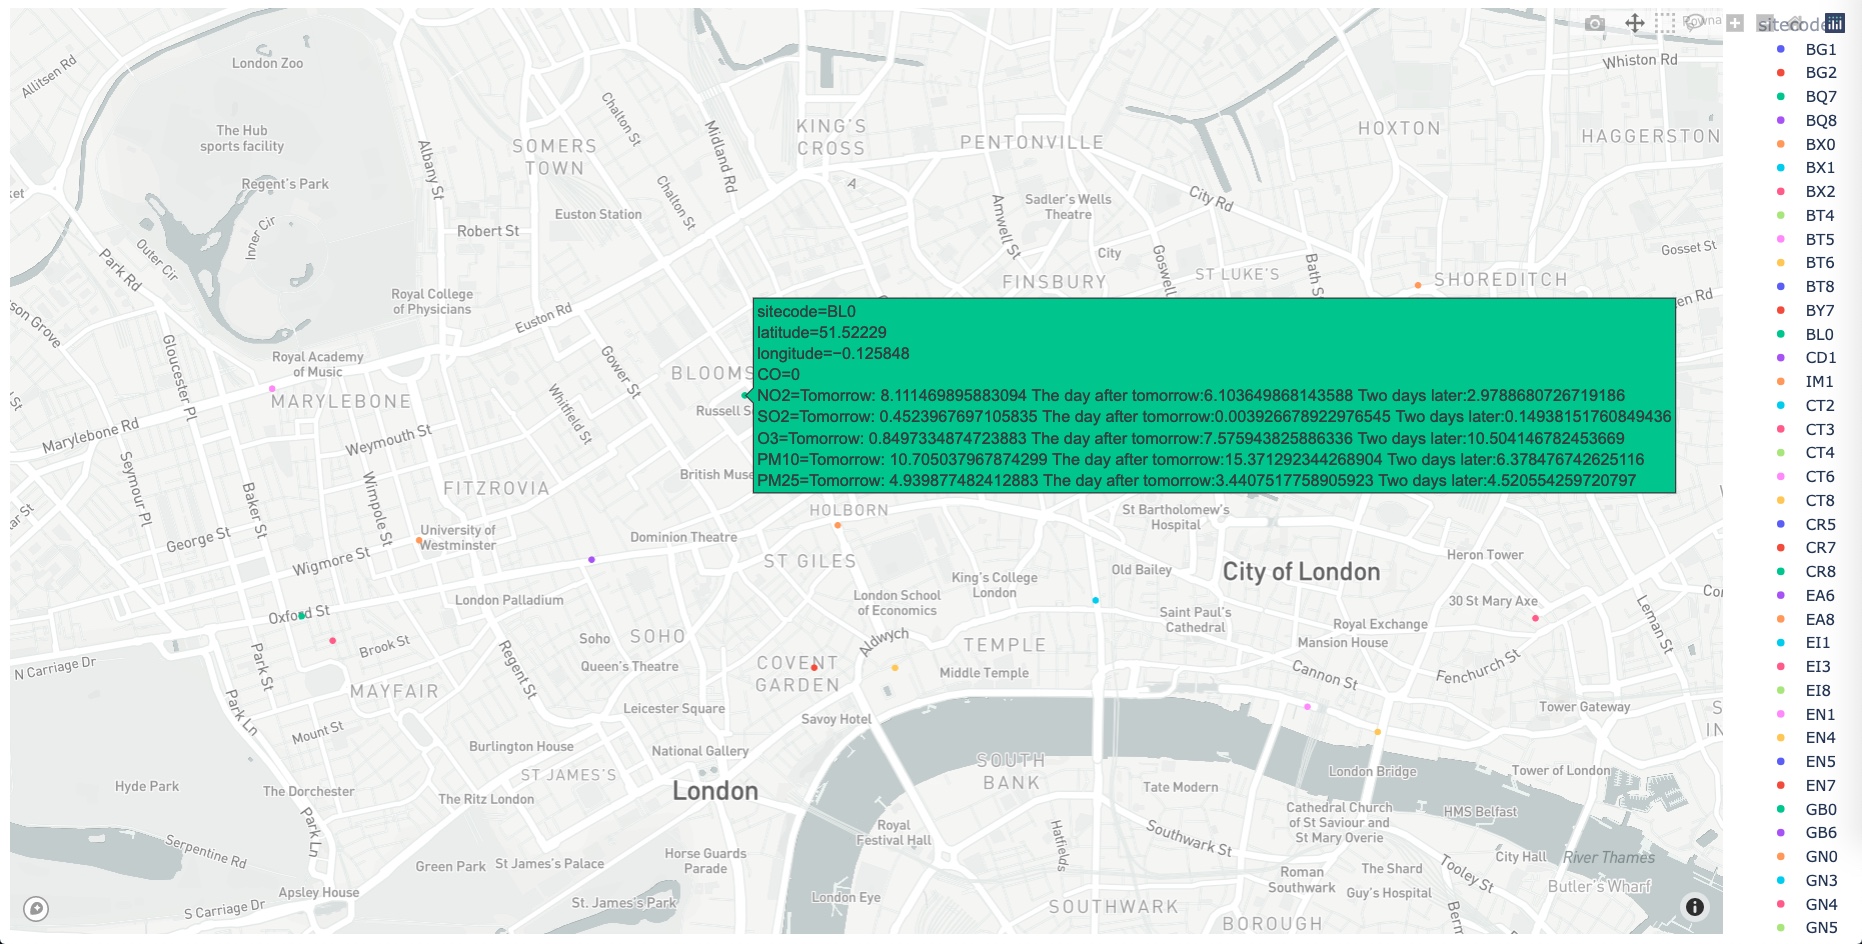 London Zoo
Allitsen Rd
The Hub
sports facility
Regent's Park
Inner Cir
Outer Cir
Park Rd
Albany St
Robert St
Royal College
of Physicians
Euston Rd
SOMERS
TOWN
Chalton St
Midland Rd
Chalton St
Euston Station
KING'S
CROSS
PENTONVILLE
Sadler's Wells
Theatre
Amwell St
City
City Rd
FINSBURY
Goswell
ST LUKE'S
Bath S
HOXTON
HAGGERSTON
Whiston Rd
Gosset St
SHOREDITCH
en Rd
ket
son Grove
Gloucester Pl
Royal Academy
of Music
MARYLEBONE
Marylebone Rd
Gower St
Whitfield St
BLOOMS
Russell S
British Muse
sitecode=BL0
latitude=51.52229
longitude=−0.125848
CO=0
NO2=Tomorrow: 8.111469895883094 The day after tomorrow:6.103649868143588 Two days later:2.9788680726719186
SO2=Tomorrow: 0.4523967697105835 The day after tomorrow:0.003926678922976545 Two days later:0.14938151760849436
O3=Tomorrow: 0.8497334874723883 The day after tomorrow:7.575943825886336 Two days later:10.504146782453669
PM10=Tomorrow: 10.705037967874299 The day after tomorrow:15.371292344268904 Two days later:6.378476742625116
PM25=Tomorrow: 4.939877482412883 The day after tomorrow:3.4407517758905923 Two days later:4.520554259720797
Weymouth St
Seymour Pl
Baker St
Wimpole St
FITZROVIA
George St
Wigmore St
University of
Westminster
Dominion Theatre
HOLBORN
ST GILES
St Bartholomew's
Hospital
Old Bailey
City of London
Heron Tower
King's College
London
London School
of Economics
London Palladium
Oxford St
Soho
SOHO
Queen's Theatre
Aldwych
TEMPLE
Middle Temple
Saint Paul's
Cathedral
Royal Exchange
Mansion House
30 St Mary Axe
Leman St
Cannon St
Fenchurch St
N Carriage Dr
Park St
Brook St
Regent St
MAYFAIR
COVENT
GARDEN
Leicester Square
Savoy Hotel
Park Ln
Mount St
Burlington House
ST JAMES'S
National Gallery
London
SOUTH
BANK
Tower Gateway
London Bridge
Tower of London
Hyde Park
The Dorchester
The Ritz London
Tate Modern
Cathedral Church
of St Saviour and
St Mary Overie
HMS Belfast
Serpentine Rd
Park Ln
Green Park
St James's Palace
Horse Guards
Parade
Royal
Festival Hall
Hatfields
Southwark St
The Shard
Tooley St
City Hall
River Thames
Butler's Wharf
Apsley House
S Carriage Dr
St. James's Park
London Eye
Roman
Southwark
Guy's Hospital
SOUTHWARK
BOROUGH
sitecode
BG1
BG2
BQ7
BQ8
BX0
BX1
BX2
BT4
BT5
BT6
BT8
BY7
BL0
CD1
IM1
CT2
CT3
CT4
CT6
CT8
CR5
CR7
CR8
EA6
EA8
EI1
EI3
EI8
EN1
EN4
EN5
EN7
GB0
GB6
GN0
GN3
GN4
GN5